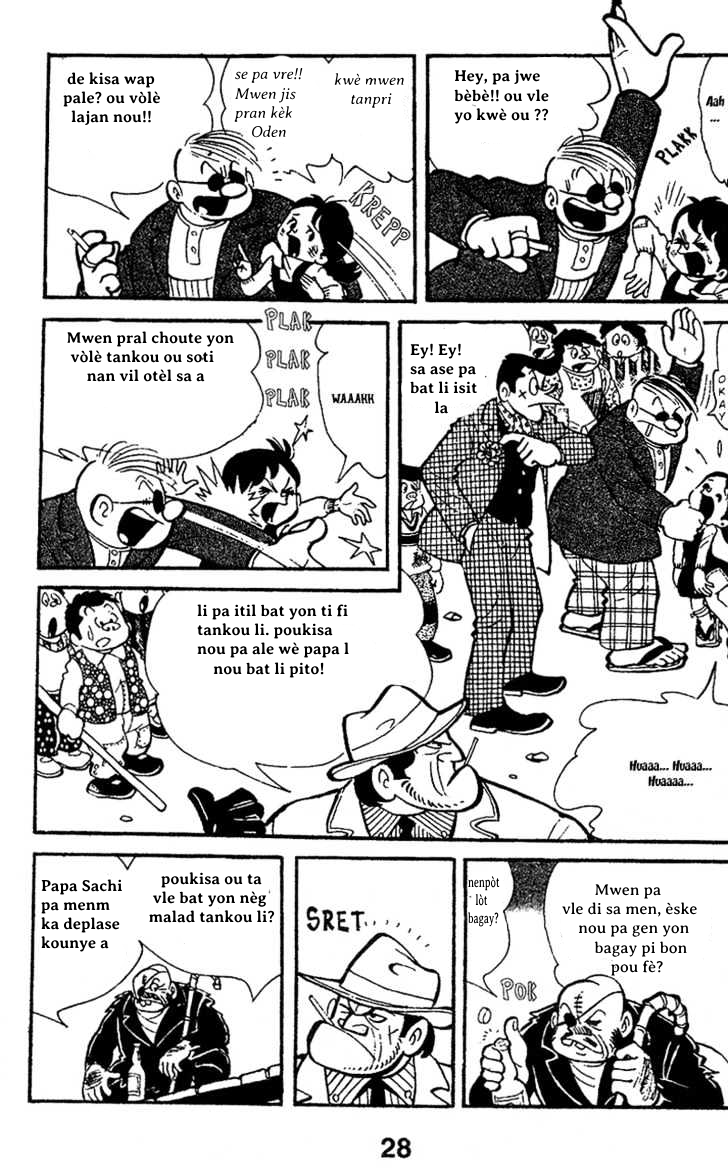 de kisa wap
pale? ou vòlè
lajan nou!!
se pa vre!!
Mwen jis
pran kèk
Oden
kwè mwen
tanpri
KREPP
Hey, pa jwe
bèbè!! ou vle
yo kwè ou ??
PLAKK
Aah
...
Mwen pral choute yon
vòlè tankou ou soti
nan vil otèl sa a
PLAK
PLAK
PLAK
WAAAKK
Ey! Ey!
sa ase pa
bat li isit
la
OKAY
li pa itil bat yon ti fi
tankou li. poukisa
nou pa ale wè papa l
nou bat li pito!
Huaaa... Huaaa...
Huaaaa...
Papa Sachi
pa menm
ka deplase
kounye a
poukisa ou ta
vle bat yon nèg
malad tankou li?
SRET.....
nenpòt
lòt
bagay?
Mwen pa
vle di sa men, èske
nou pa gen yon
bagay pi bon
pou fè?
POK
28